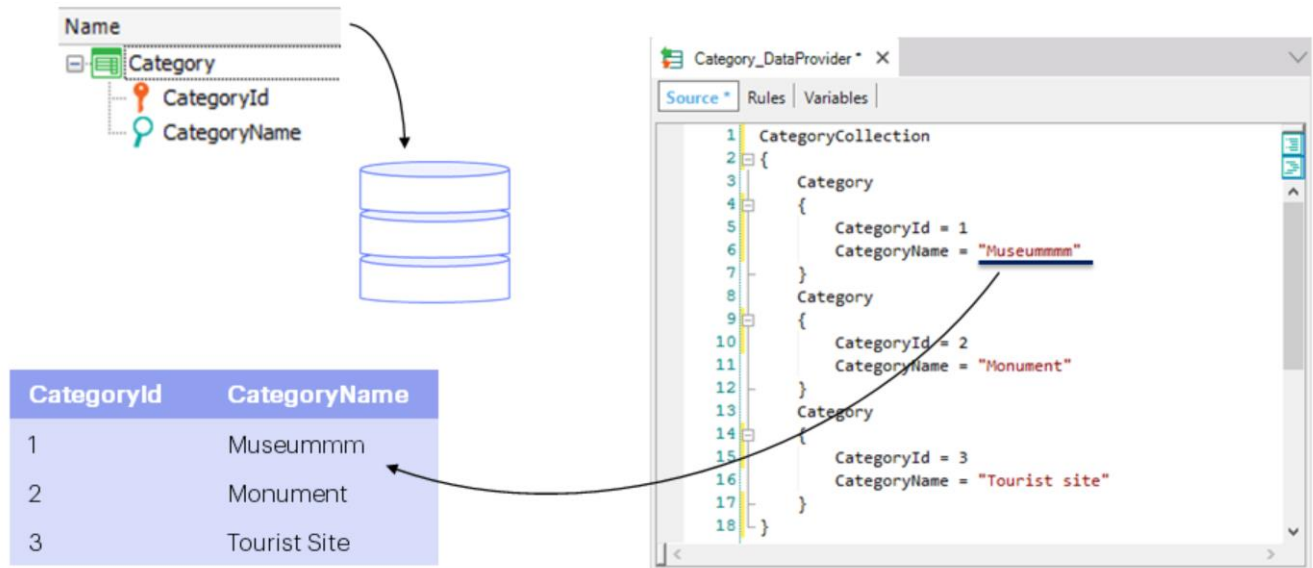 Name
Category
CategoryId
CategoryName
Category_DataProvider * X
Source * Rules Variables
1 CategoryCollection
2 {
3 Category
4 {
5 CategoryId = 1
6 CategoryName = "Museummmm"
7 }
8 Category
9 {
10 CategoryId = 2
11 CategoryName = "Monument"
12 }
13 Category
14 {
15 CategoryId = 3
16 CategoryName = "Tourist site"
17 }
18 }
CategoryId CategoryName
1 Museummm
2 Monument
3 Tourist Site